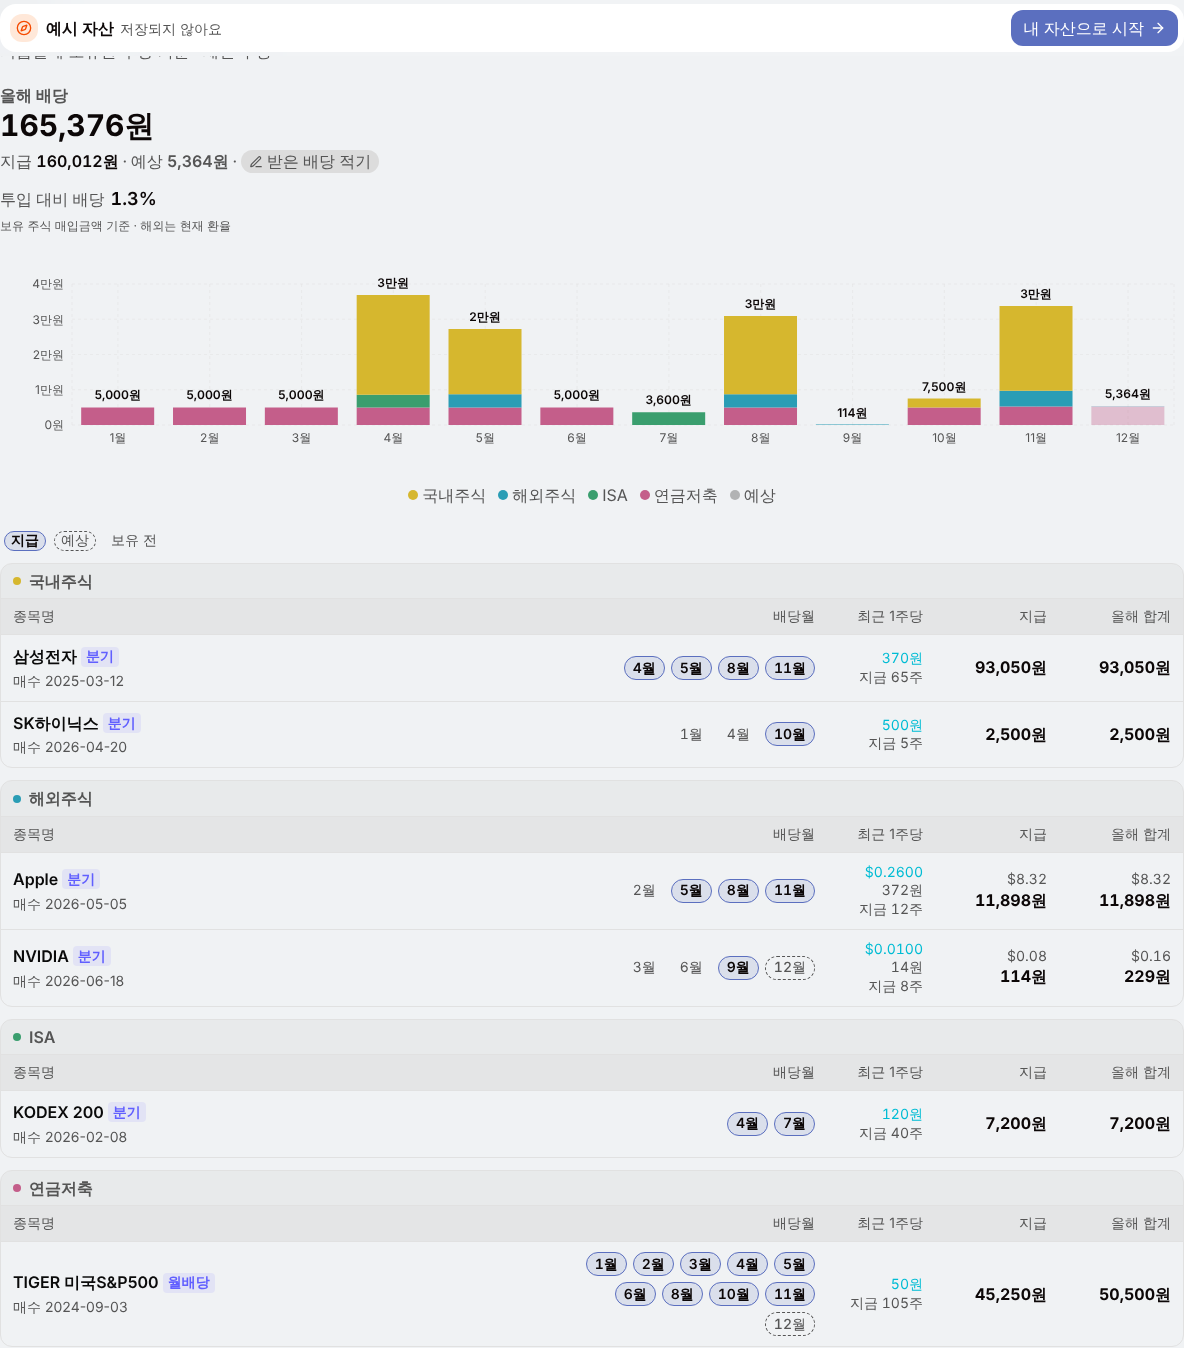 예시 자산 저장되지 않아요
내 자산으로 시작 →
올해 배당
165,376원
지급 160,012원 · 예상 5,364원 · 받은 배당 적기
투입 대비 배당 1.3%
보유 주식 매입금액 기준 · 해외는 현재 환율
4만원
3만원
2만원
1만원
0원
5,000원
5,000원
5,000원
3만원
2만원
5,000원
3,600원
3만원
114원
7,500원
3만원
5,364원
1월 2월 3월 4월 5월 6월 7월 8월 9월 10월 11월 12월
국내주식 해외주식 ISA 연금저축 예상
지급 예상 보유 전
국내주식
종목명 배당월 최근 1주당 지급 올해 합계
삼성전자 분기
매수 2025-03-12
4월 5월 8월 11월
370원
지금 65주
93,050원
93,050원
SK하이닉스 분기
매수 2026-04-20
1월 4월 10월
500원
지금 5주
2,500원
2,500원
해외주식
종목명 배당월 최근 1주당 지급 올해 합계
Apple 분기
매수 2026-05-05
2월 5월 8월 11월
$0.2600
372원
지금 12주
$8.32
11,898원
$8.32
11,898원
NVIDIA 분기
매수 2026-06-18
3월 6월 9월 12월
$0.0100
14원
지금 8주
$0.08
114원
$0.16
229원
ISA
종목명 배당월 최근 1주당 지급 올해 합계
KODEX 200 분기
매수 2026-02-08
4월 7월
120원
지금 40주
7,200원
7,200원
연금저축
종목명 배당월 최근 1주당 지급 올해 합계
TIGER 미국S&P500 월배당
매수 2024-09-03
1월 2월 3월 4월 5월
6월 8월 10월 11월
12월
50원
지금 105주
45,250원
50,500원